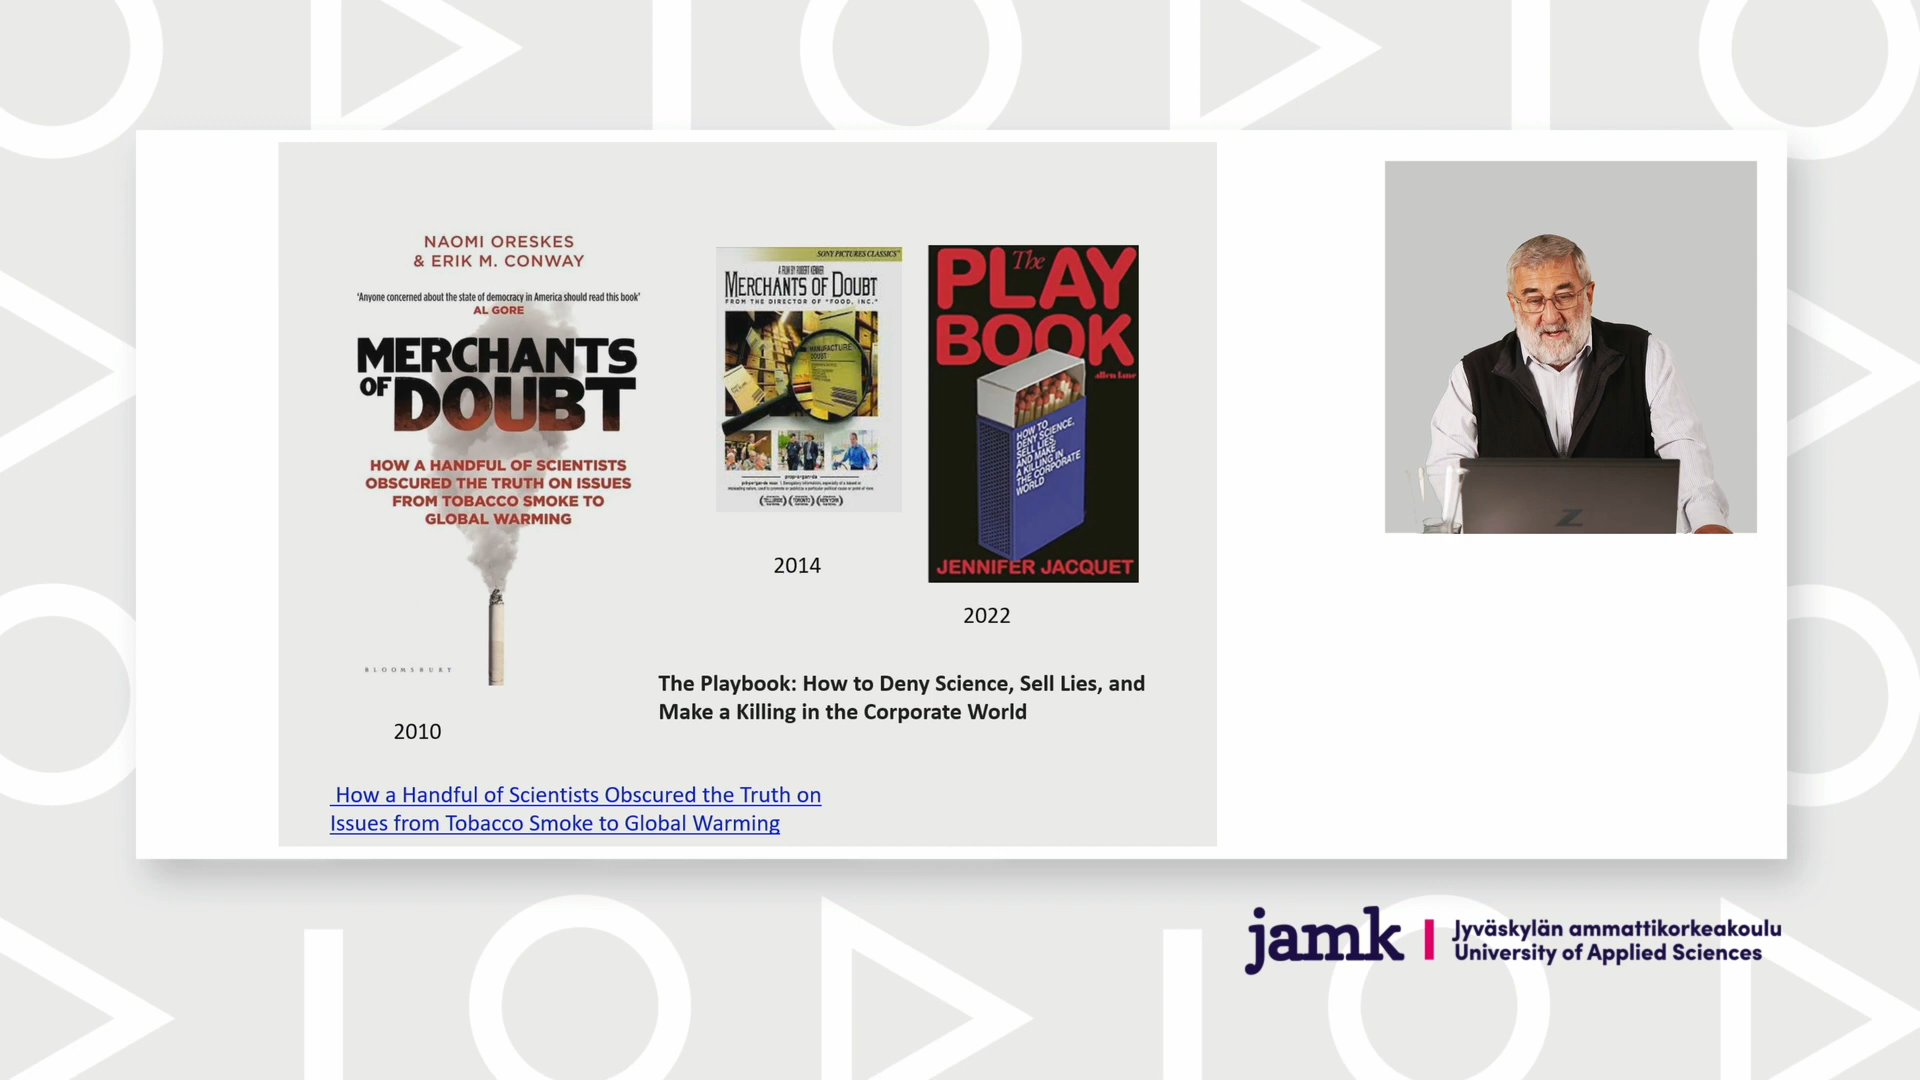 NAOMI ORESKES
& ERIK M. CONWAY
'Anyone concerned about the state of democracy in America should read this book'
AL GORE
MERCHANTS
OF DOUBT
HOW A HANDFUL OF SCIENTISTS
OBSCURED THE TRUTH ON ISSUES
FROM TOBACCO SMOKE TO
GLOBAL WARMING
BLOOMSBURY
2010
SONY PICTURES CLASSICS
A FILM BY ROBERT KENNER
MERCHANTS OF DOUBT
FROM THE DIRECTOR OF "FOOD, INC."
MANUFACTURE
DOUBT
2014
The
PLAY
BOOK
allen lane
HOW TO
DENY SCIENCE,
SELL LIES,
AND MAKE
A KILLING IN
THE CORPORATE
WORLD
JENNIFER JACQUET
2022
The Playbook: How to Deny Science, Sell Lies, and
Make a Killing in the Corporate World
How a Handful of Scientists Obscured the Truth on
Issues from Tobacco Smoke to Global Warming
Z
jamk | Jyväskylän ammattikorkeakoulu
University of Applied Sciences